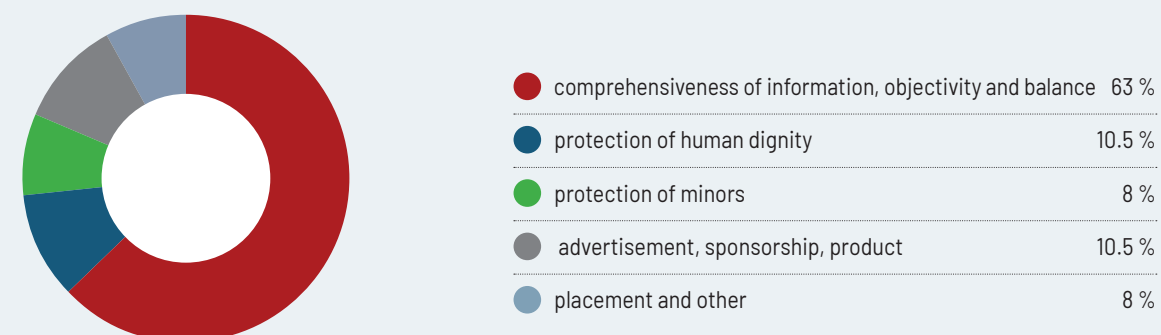 comprehensiveness of information, objectivity and balance 63 %
protection of human dignity 10.5 %
protection of minors 8 %
advertisement, sponsorship, product 10.5 %
placement and other 8 %